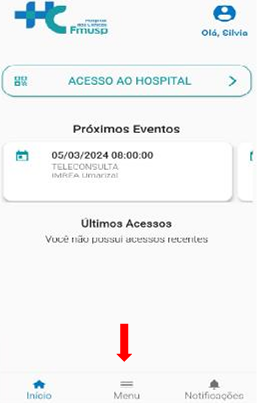 HC
HOSPITAL
DAS CLÍNICAS
Fmusp
Olá, Silvia
ACESSO AO HOSPITAL
Próximos Eventos
05/03/2024 08:00:00
TELECONSULTA
IMREA Umarizal
Últimos Acessos
Você não possui acessos recentes
Início
Menu
Notificações